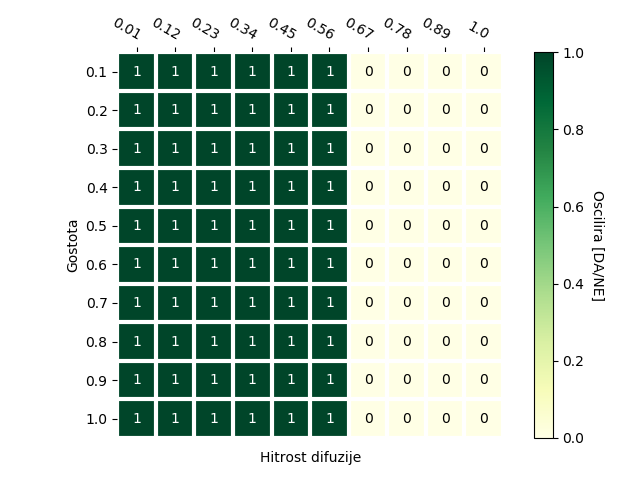 0.01 0.12 0.23 0.34 0.45 0.56 0.67 0.78 0.89 1.0
0.1 1 1 1 1 1 1 0 0 0 0
0.2 1 1 1 1 1 1 0 0 0 0
0.3 1 1 1 1 1 1 0 0 0 0
0.4 1 1 1 1 1 1 0 0 0 0
0.5 1 1 1 1 1 1 0 0 0 0
0.6 1 1 1 1 1 1 0 0 0 0
0.7 1 1 1 1 1 1 0 0 0 0
0.8 1 1 1 1 1 1 0 0 0 0
0.9 1 1 1 1 1 1 0 0 0 0
1.0 1 1 1 1 1 1 0 0 0 0
Gostota
Hitrost difuzije
1.0
0.8
0.6
0.4
0.2
0.0
Oscilira [DA/NE]